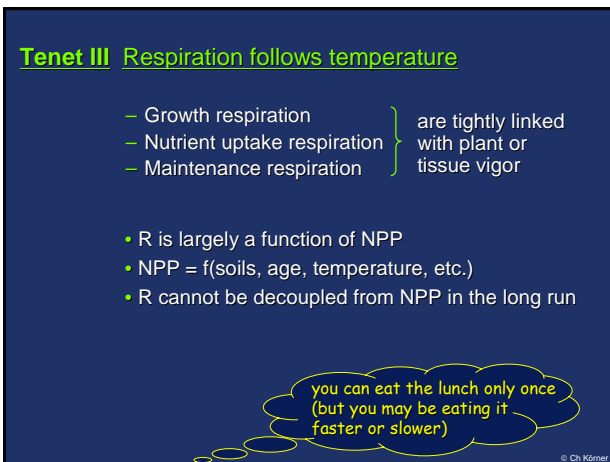 Tenet III Respiration follows temperature
– Growth respiration
– Nutrient uptake respiration
– Maintenance respiration
are tightly linked
with plant or
tissue vigor
• R is largely a function of NPP
• NPP = f(soils, age, temperature, etc.)
• R cannot be decoupled from NPP in the long run
you can eat the lunch only once
(but you may be eating it
faster or slower)
© Ch Körner